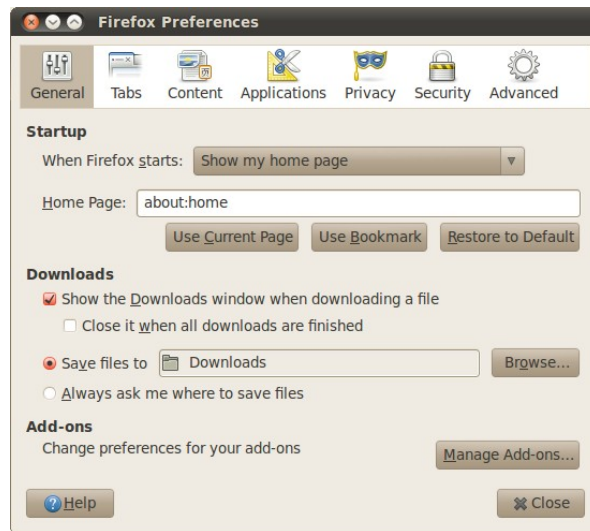 Firefox Preferences
General Tabs Content Applications Privacy Security Advanced
Startup
When Firefox starts: Show my home page
Home Page: about:home
Use Current Page Use Bookmark Restore to Default
Downloads
Show the Downloads window when downloading a file
Close it when all downloads are finished
Save files to Downloads Browse...
Always ask me where to save files
Add-ons
Change preferences for your add-ons
Manage Add-ons...
Help Close